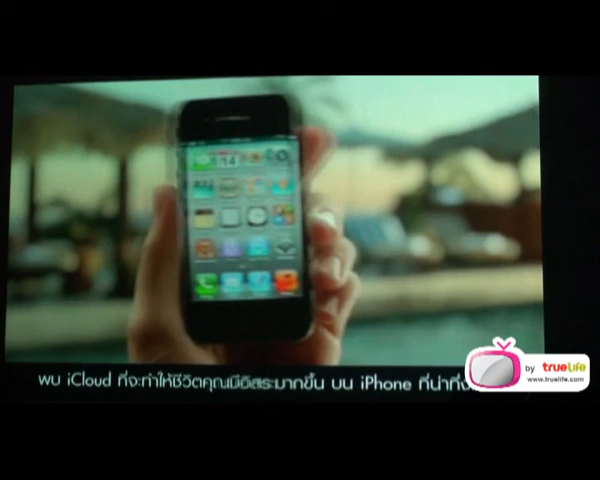 14
พบ iCloud ที่จะทำให้ชีวิตคุณมีอิสระมากขึ้น บน iPhone
by truelife
www.truelife.com